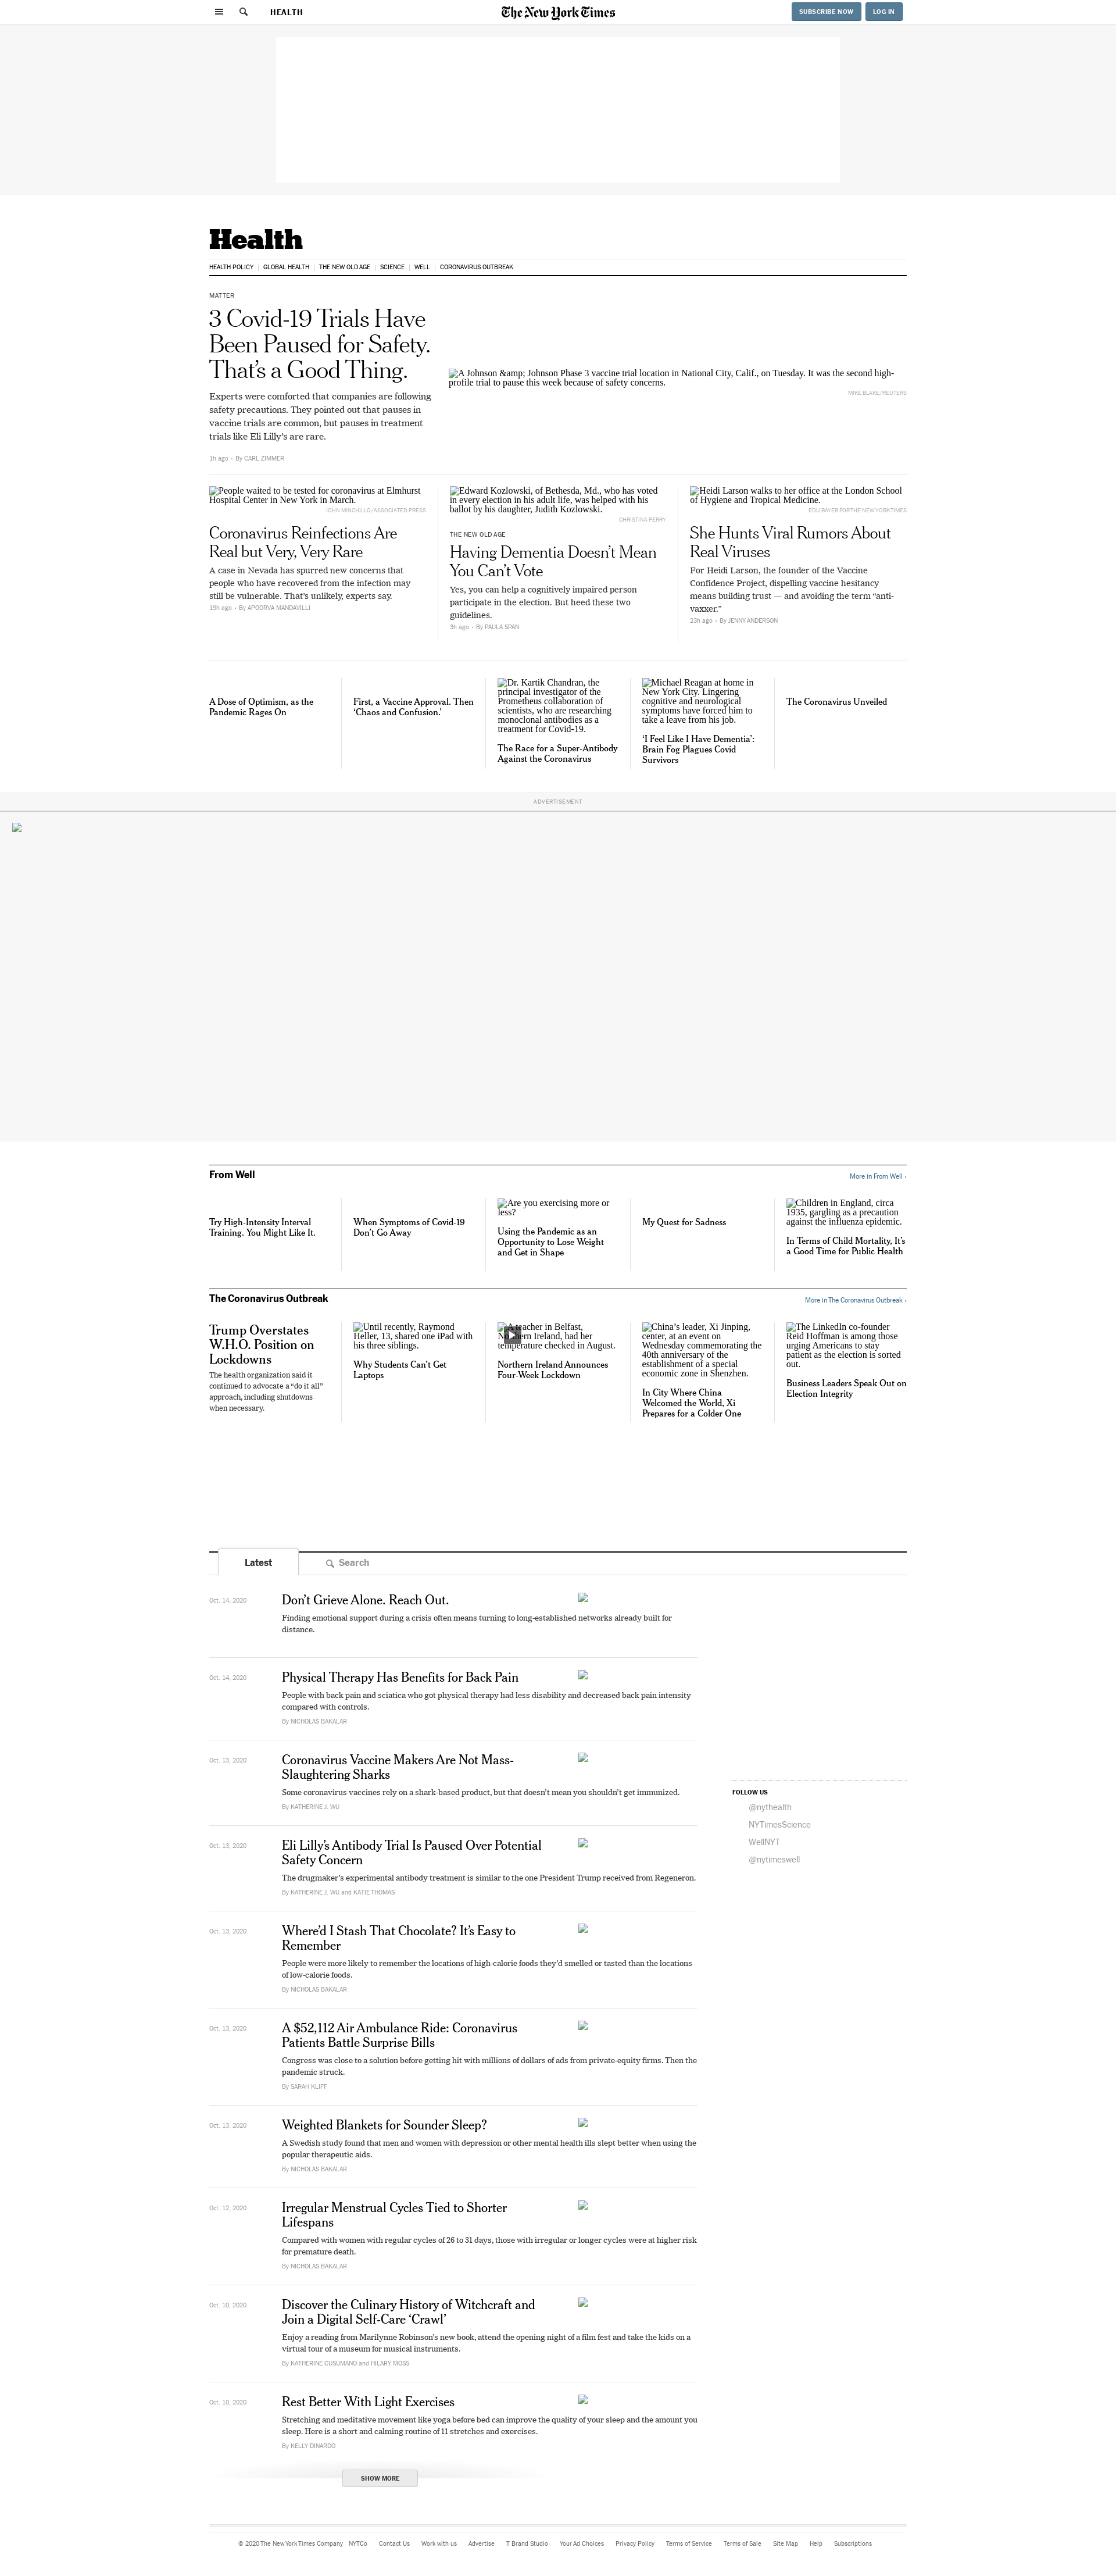 HEALTH
The New York Times
SUBSCRIBE NOW
LOG IN
Health
HEALTH POLICY
GLOBAL HEALTH
THE NEW OLD AGE
SCIENCE
WELL
CORONAVIRUS OUTBREAK
MATTER
3 Covid-19 Trials Have
Been Paused for Safety.
That’s a Good Thing.
Experts were comforted that companies are following
safety precautions. They pointed out that pauses in
vaccine trials are common, but pauses in treatment
trials like Eli Lilly’s are rare.
1h ago • By CARL ZIMMER
A Johnson &amp; Johnson Phase 3 vaccine trial location in National City, Calif., on Tuesday. It was the second high-
profile trial to pause this week because of safety concerns.
MIKE BLAKE/REUTERS
People waited to be tested for coronavirus at Elmhurst
Hospital Center in New York in March.
JOHN MINCHILLO/ASSOCIATED PRESS
Coronavirus Reinfections Are
Real but Very, Very Rare
A case in Nevada has spurred new concerns that
people who have recovered from the infection may
still be vulnerable. That’s unlikely, experts say.
19h ago • By APOORVA MANDAVILLI
Edward Kozlowski, of Bethesda, Md., who has voted
in every election in his adult life, was helped with his
ballot by his daughter, Judith Kozlowski.
CHRISTINA PERRY
THE NEW OLD AGE
Having Dementia Doesn’t Mean
You Can’t Vote
Yes, you can help a cognitively impaired person
participate in the election. But heed these two
guidelines.
3h ago • By PAULA SPAN
Heidi Larson walks to her office at the London School
of Hygiene and Tropical Medicine.
EDU BAYER FOR THE NEW YORK TIMES
She Hunts Viral Rumors About
Real Viruses
For Heidi Larson, the founder of the Vaccine
Confidence Project, dispelling vaccine hesitancy
means building trust — and avoiding the term “anti-
vaxxer.”
23h ago • By JENNY ANDERSON
A Dose of Optimism, as the
Pandemic Rages On
First, a Vaccine Approval. Then
‘Chaos and Confusion.’
Dr. Kartik Chandran, the
principal investigator of the
Prometheus collaboration of
scientists, who are researching
monoclonal antibodies as a
treatment for Covid-19.
The Race for a Super-Antibody
Against the Coronavirus
Michael Reagan at home in
New York City. Lingering
cognitive and neurological
symptoms have forced him to
take a leave from his job.
‘I Feel Like I Have Dementia’:
Brain Fog Plagues Covid
Survivors
The Coronavirus Unveiled
ADVERTISEMENT
From Well
More in From Well ›
Try High-Intensity Interval
Training. You Might Like It.
When Symptoms of Covid-19
Don’t Go Away
Are you exercising more or
less?
Using the Pandemic as an
Opportunity to Lose Weight
and Get in Shape
My Quest for Sadness
Children in England, circa
1935, gargling as a precaution
against the influenza epidemic.
In Terms of Child Mortality, It’s
a Good Time for Public Health
The Coronavirus Outbreak
More in The Coronavirus Outbreak ›
Trump Overstates
W.H.O. Position on
Lockdowns
The health organization said it
continued to advocate a “do it all”
approach, including shutdowns
when necessary.
Until recently, Raymond
Heller, 13, shared one iPad with
his three siblings.
Why Students Can’t Get
Laptops
A teacher in Belfast,
Northern Ireland, had her
temperature checked in August.
Northern Ireland Announces
Four-Week Lockdown
China’s leader, Xi Jinping,
center, at an event on
Wednesday commemorating the
40th anniversary of the
establishment of a special
economic zone in Shenzhen.
In City Where China
Welcomed the World, Xi
Prepares for a Colder One
The LinkedIn co-founder
Reid Hoffman is among those
urging Americans to stay
patient as the election is sorted
out.
Business Leaders Speak Out on
Election Integrity
Latest
Search
Oct. 14, 2020
Don’t Grieve Alone. Reach Out.
Finding emotional support during a crisis often means turning to long-established networks already built for
distance.
Oct. 14, 2020
Physical Therapy Has Benefits for Back Pain
People with back pain and sciatica who got physical therapy had less disability and decreased back pain intensity
compared with controls.
By NICHOLAS BAKALAR
Oct. 13, 2020
Coronavirus Vaccine Makers Are Not Mass-
Slaughtering Sharks
Some coronavirus vaccines rely on a shark-based product, but that doesn’t mean you shouldn’t get immunized.
By KATHERINE J. WU
FOLLOW US
@nythealth
NYTimesScience
WellNYT
@nytimeswell
Oct. 13, 2020
Eli Lilly’s Antibody Trial Is Paused Over Potential
Safety Concern
The drugmaker’s experimental antibody treatment is similar to the one President Trump received from Regeneron.
By KATHERINE J. WU and KATIE THOMAS
Oct. 13, 2020
Where’d I Stash That Chocolate? It’s Easy to
Remember
People were more likely to remember the locations of high-calorie foods they’d smelled or tasted than the locations
of low-calorie foods.
By NICHOLAS BAKALAR
Oct. 13, 2020
A $52,112 Air Ambulance Ride: Coronavirus
Patients Battle Surprise Bills
Congress was close to a solution before getting hit with millions of dollars of ads from private-equity firms. Then the
pandemic struck.
By SARAH KLIFF
Oct. 13, 2020
Weighted Blankets for Sounder Sleep?
A Swedish study found that men and women with depression or other mental health ills slept better when using the
popular therapeutic aids.
By NICHOLAS BAKALAR
Oct. 12, 2020
Irregular Menstrual Cycles Tied to Shorter
Lifespans
Compared with women with regular cycles of 26 to 31 days, those with irregular or longer cycles were at higher risk
for premature death.
By NICHOLAS BAKALAR
Oct. 10, 2020
Discover the Culinary History of Witchcraft and
Join a Digital Self-Care ‘Crawl’
Enjoy a reading from Marilynne Robinson’s new book, attend the opening night of a film fest and take the kids on a
virtual tour of a museum for musical instruments.
By KATHERINE CUSUMANO and HILARY MOSS
Oct. 10, 2020
Rest Better With Light Exercises
Stretching and meditative movement like yoga before bed can improve the quality of your sleep and the amount you
sleep. Here is a short and calming routine of 11 stretches and exercises.
By KELLY DINARDO
SHOW MORE
© 2020 The New York Times Company NYTCo Contact Us Work with us Advertise T Brand Studio Your Ad Choices Privacy Policy Terms of Service Terms of Sale Site Map Help Subscriptions